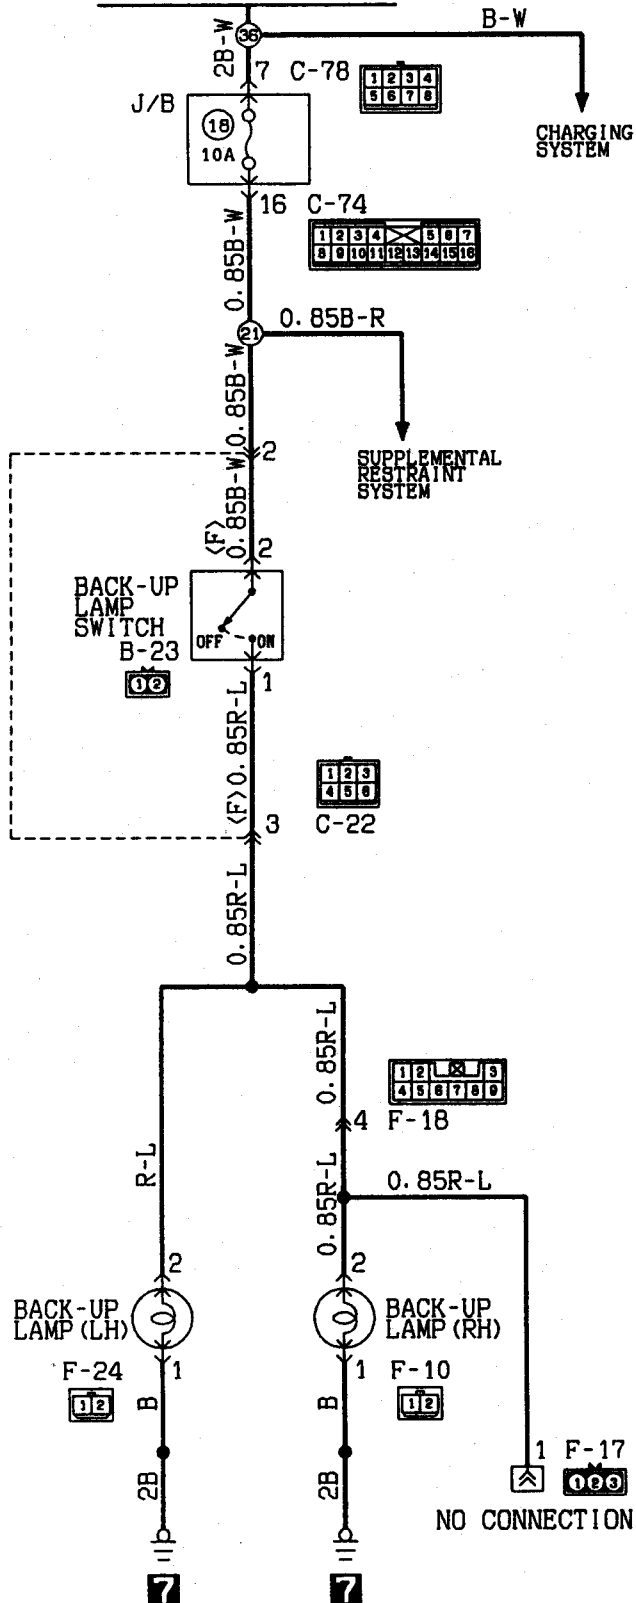 B-W
36
2B-W
7 C-78
1 2 3 4
5 6 7 8
J/B
18
10A
CHARGING
SYSTEM
16 C-74
1 2 3 4 5 6 7
8 9 10 11 12 13 14 15 16
0.85B-W
21
0.85B-R
0.85B-W
2
SUPPLEMENTAL
RESTRAINT
SYSTEM
<F>
0.85B-W
2
BACK-UP
LAMP
SWITCH
OFF ON
B-23
1 2
1
<F> 0.85R-L
1 2 3
4 5 6
3 C-22
0.85R-L
0.85R-L
1 2 3
4 5 6 7 8 9
4 F-18
R-L
0.85R-L
0.85R-L
2
2
BACK-UP
LAMP(LH)
BACK-UP
LAMP(RH)
F-24
1
1 2
B
F-10
1
1 2
B
2B
2B
1 F-17
1 2 3
NO CONNECTION
7
7